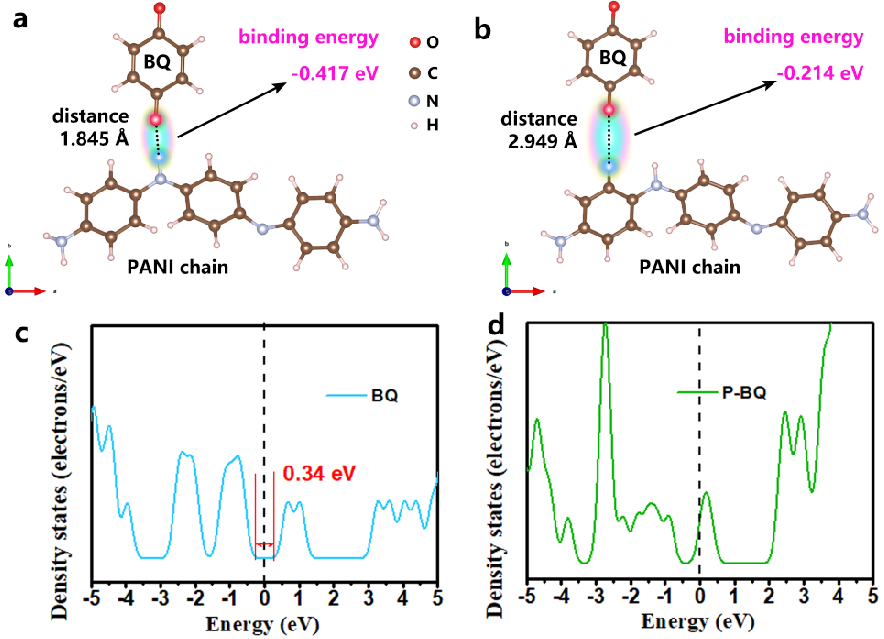 a
BQ
binding energy
-0.417 eV
distance
1.845 Å
O
C
N
H
PANI chain
b
a
b
BQ
binding energy
-0.214 eV
distance
2.949 Å
PANI chain
b
a
c
Density states (electrons/eV)
BQ
0.34 eV
-5 -4 -3 -2 -1 0 1 2 3 4 5
Energy (eV)
d
Density states (electrons/eV)
P-BQ
-5 -4 -3 -2 -1 0 1 2 3 4 5
Energy (eV)